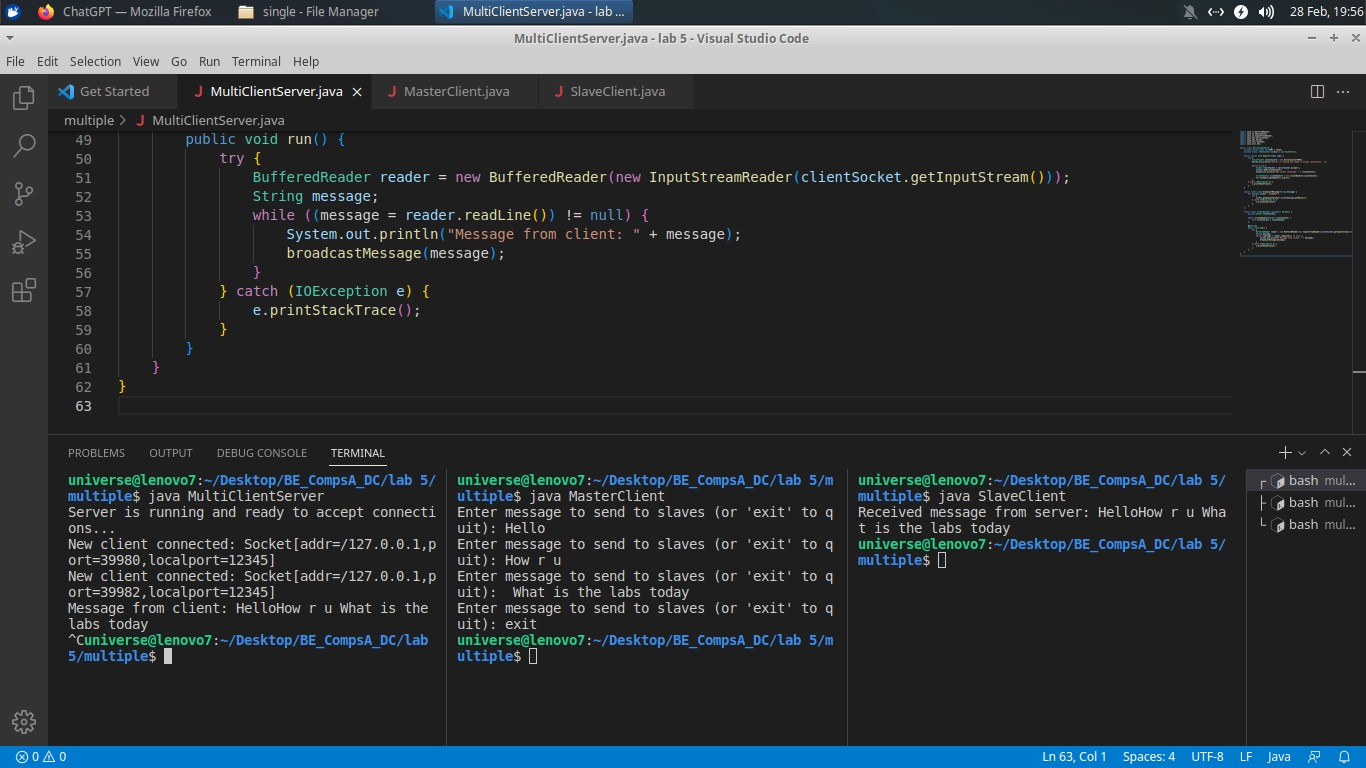 ChatGPT — Mozilla Firefox
single - File Manager
MultiClientServer.java - lab ...
28 Feb, 19:56
MultiClientServer.java - lab 5 - Visual Studio Code
File Edit Selection View Go Run Terminal Help
Get Started
J MultiClientServer.java
J MasterClient.java
J SlaveClient.java
multiple > J MultiClientServer.java
49 public void run() {
50 try {
51 BufferedReader reader = new BufferedReader(new InputStreamReader(clientSocket.getInputStream()));
52 String message;
53 while ((message = reader.readLine()) != null) {
54 System.out.println("Message from client: " + message);
55 broadcastMessage(message);
56 }
57 } catch (IOException e) {
58 e.printStackTrace();
59 }
60 }
61 }
62 }
63
PROBLEMS OUTPUT DEBUG CONSOLE TERMINAL
universe@lenovo7:~/Desktop/BE_CompsA_DC/lab 5/
multiple$ java MultiClientServer
Server is running and ready to accept connecti
ons...
New client connected: Socket[addr=/127.0.0.1,p
ort=39980,localport=12345]
New client connected: Socket[addr=/127.0.0.1,p
ort=39982,localport=12345]
Message from client: HelloHow r u What is the
labs today
^Cuniverse@lenovo7:~/Desktop/BE_CompsA_DC/lab
5/multiple$
universe@lenovo7:~/Desktop/BE_CompsA_DC/lab 5/m
ultiple$ java MasterClient
Enter message to send to slaves (or 'exit' to q
uit): Hello
Enter message to send to slaves (or 'exit' to q
uit): How r u
Enter message to send to slaves (or 'exit' to q
uit):  What is the labs today
Enter message to send to slaves (or 'exit' to q
uit): exit
universe@lenovo7:~/Desktop/BE_CompsA_DC/lab 5/m
ultiple$
universe@lenovo7:~/Desktop/BE_CompsA_DC/lab 5/
multiple$ java SlaveClient
Received message from server: HelloHow r u Wha
t is the labs today
universe@lenovo7:~/Desktop/BE_CompsA_DC/lab 5/
multiple$
bash mul...
bash mul...
bash mul...
0 0
Ln 63, Col 1 Spaces: 4 UTF-8 LF Java